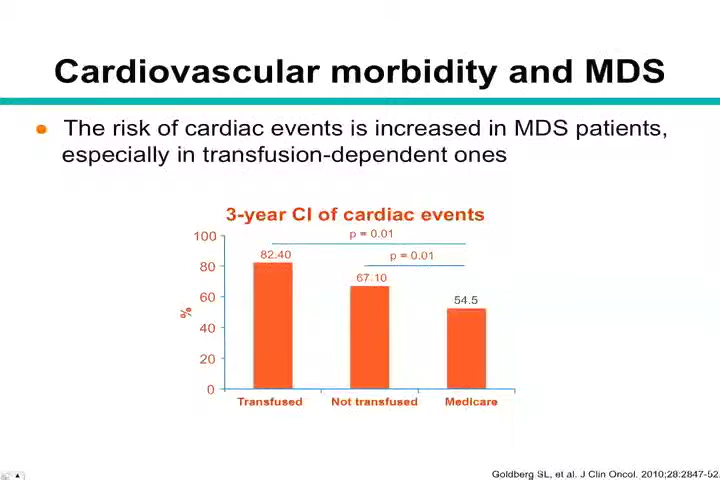 Cardiovascular morbidity and MDS
The risk of cardiac events is increased in MDS patients,
especially in transfusion-dependent ones
3-year CI of cardiac events
p = 0.01
p = 0.01
100
80
60
40
20
0
%
82.40
67.10
54.5
Transfused
Not transfused
Medicare
Goldberg SL, et al. J Clin Oncol. 2010;28:2847-52.